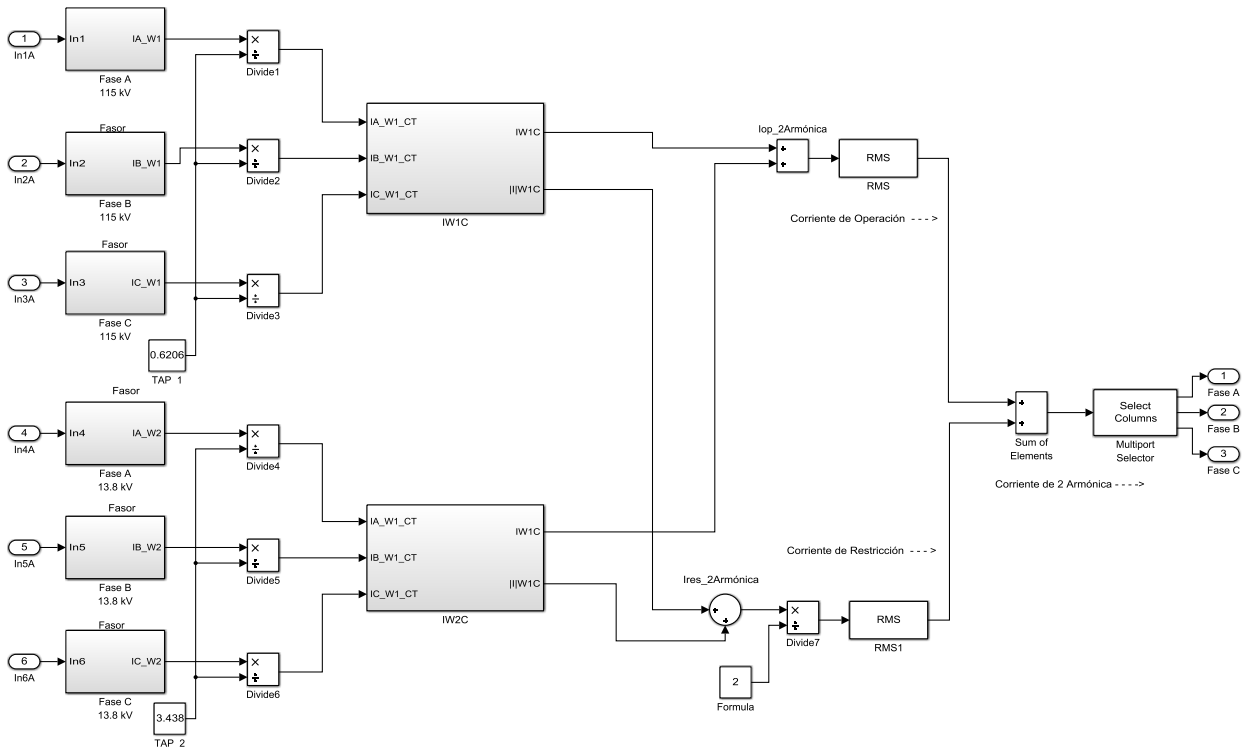 1
In1A
In1
IA_W1
Fase A
115 kV
×
÷
Divide1
Fasor
2
In2A
In2
IB_W1
Fase B
115 kV
×
÷
Divide2
Fasor
3
In3A
In3
IC_W1
Fase C
115 kV
×
÷
Divide3
0.6206
TAP 1
IA_W1_CT
IB_W1_CT
IC_W1_CT
IW1C
|I|W1C
IW1C
Iop_2Armónica
+
+
RMS
RMS
Corriente de Operación - - - >
Fasor
4
In4A
In4
IA_W2
Fase A
13.8 kV
×
÷
Divide4
Fasor
5
In5A
In5
IB_W2
Fase B
13.8 kV
×
÷
Divide5
Fasor
6
In6A
In6
IC_W2
Fase C
13.8 kV
×
÷
Divide6
3.438
TAP 2
IA_W1_CT
IB_W1_CT
IC_W1_CT
IW1C
|I|W1C
IW2C
Corriente de Restricción - - - >
Ires_2Armónica
+
+
×
÷
Divide7
2
Formula
RMS
RMS1
+
+
Sum of
Elements
Select
Columns
Multiport
Selector
1
Fase A
2
Fase B
3
Fase C
Corriente de 2 Armónica - - - ->